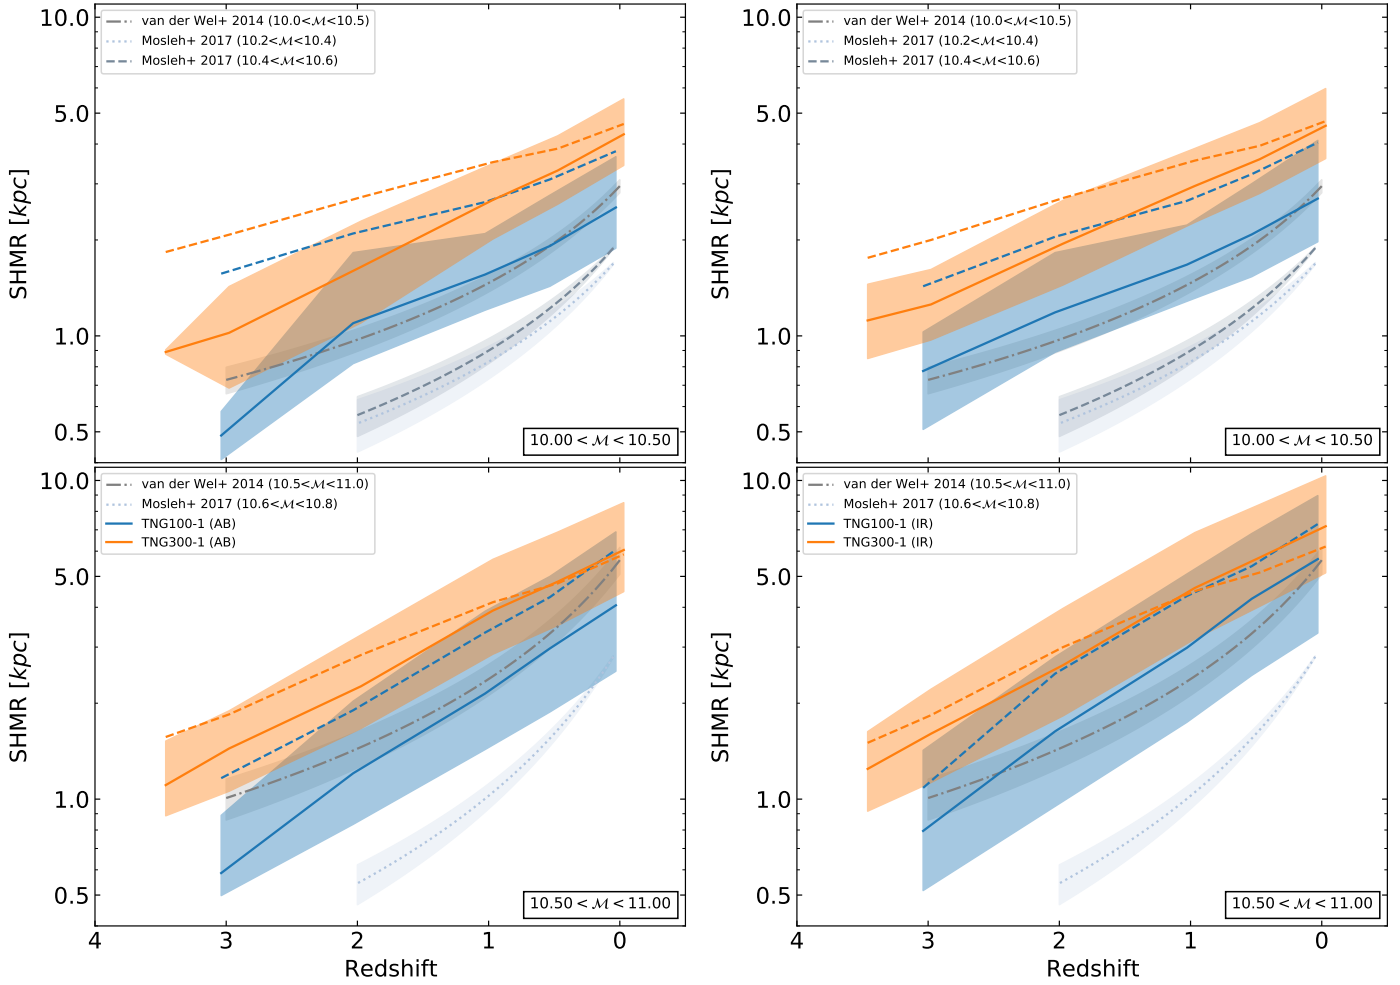 van der Wel+ 2014 (10.0<ℳ<10.5)
Mosleh+ 2017 (10.2<ℳ<10.4)
Mosleh+ 2017 (10.4<ℳ<10.6)
10.0
5.0
1.0
0.5
SHMR [kpc]
10.00 < ℳ < 10.50
van der Wel+ 2014 (10.0<ℳ<10.5)
Mosleh+ 2017 (10.2<ℳ<10.4)
Mosleh+ 2017 (10.4<ℳ<10.6)
10.0
5.0
1.0
0.5
SHMR [kpc]
10.00 < ℳ < 10.50
van der Wel+ 2014 (10.5<ℳ<11.0)
Mosleh+ 2017 (10.6<ℳ<10.8)
TNG100-1 (AB)
TNG300-1 (AB)
10.0
5.0
1.0
0.5
SHMR [kpc]
10.50 < ℳ < 11.00
4 3 2 1 0
Redshift
van der Wel+ 2014 (10.5<ℳ<11.0)
Mosleh+ 2017 (10.6<ℳ<10.8)
TNG100-1 (IR)
TNG300-1 (IR)
10.0
5.0
1.0
0.5
SHMR [kpc]
10.50 < ℳ < 11.00
4 3 2 1 0
Redshift